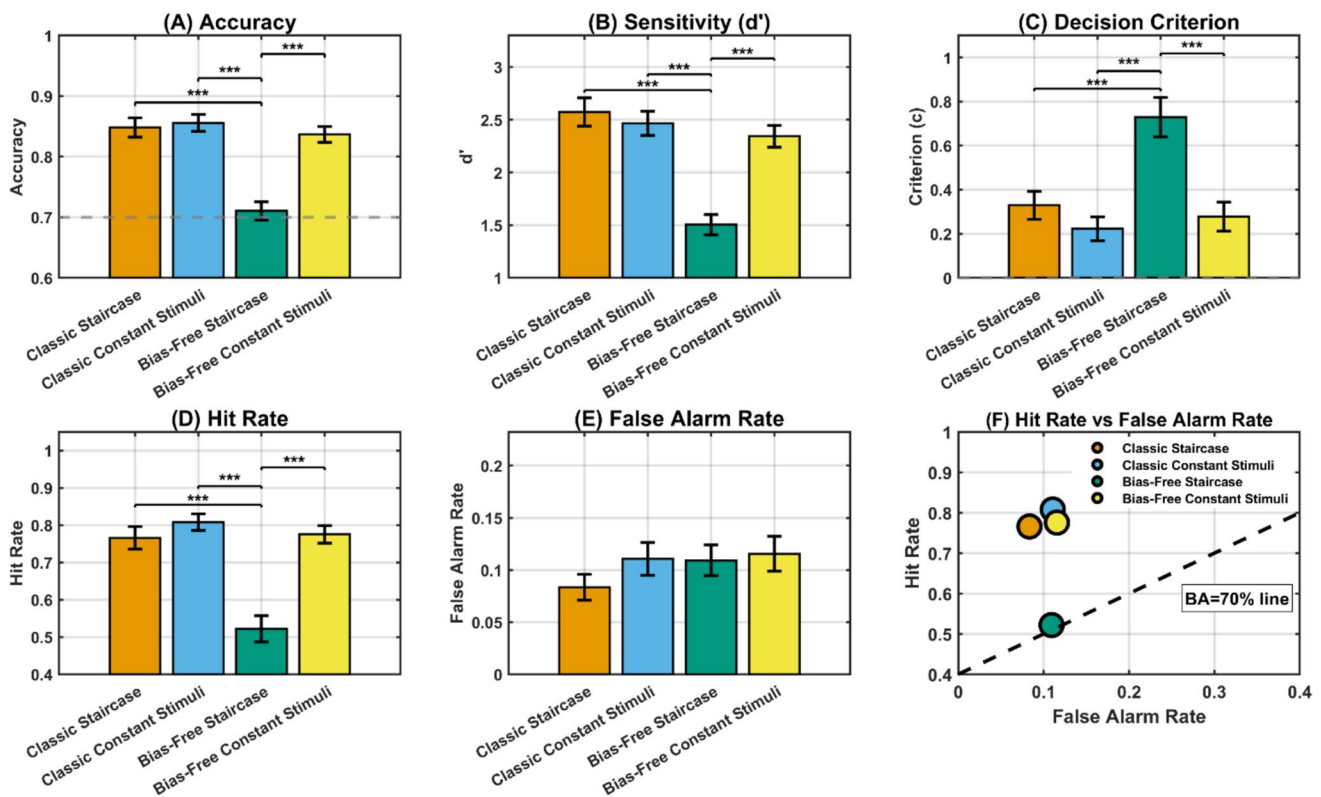 (A) Accuracy
1
0.9
0.8
0.7
0.6
Accuracy
***
***
***
Classic Staircase
Classic Constant Stimuli
Bias-Free Staircase
Bias-Free Constant Stimuli
(B) Sensitivity (d')
3
2.5
2
1.5
1
d'
***
***
***
Classic Staircase
Classic Constant Stimuli
Bias-Free Staircase
Bias-Free Constant Stimuli
(C) Decision Criterion
1
0.8
0.6
0.4
0.2
0
Criterion (c)
***
***
***
Classic Staircase
Classic Constant Stimuli
Bias-Free Staircase
Bias-Free Constant Stimuli
(D) Hit Rate
1
0.9
0.8
0.7
0.6
0.5
0.4
Hit Rate
***
***
***
Classic Staircase
Classic Constant Stimuli
Bias-Free Staircase
Bias-Free Constant Stimuli
(E) False Alarm Rate
0.2
0.15
0.1
0.05
0
False Alarm Rate
Classic Staircase
Classic Constant Stimuli
Bias-Free Staircase
Bias-Free Constant Stimuli
(F) Hit Rate vs False Alarm Rate
1
0.9
0.8
0.7
0.6
0.5
0.4
Hit Rate
Classic Staircase
Classic Constant Stimuli
Bias-Free Staircase
Bias-Free Constant Stimuli
BA=70% line
0
0.1
0.2
0.3
0.4
False Alarm Rate